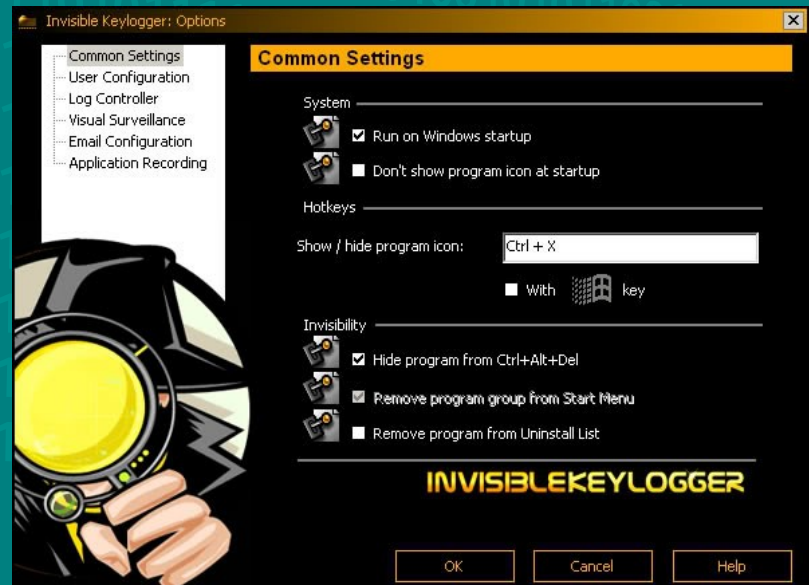 Invisible Keylogger: Options
Common Settings
User Configuration
Log Controller
Visual Surveillance
Email Configuration
Application Recording
Common Settings
System
Run on Windows startup
Don't show program icon at startup
Hotkeys
Show / hide program icon:
Ctrl + X
With key
Invisibility
Hide program from Ctrl+Alt+Del
Remove program group from Start Menu
Remove program from Uninstall List
INVISIBLEKEYLOGGER
OK Cancel Help